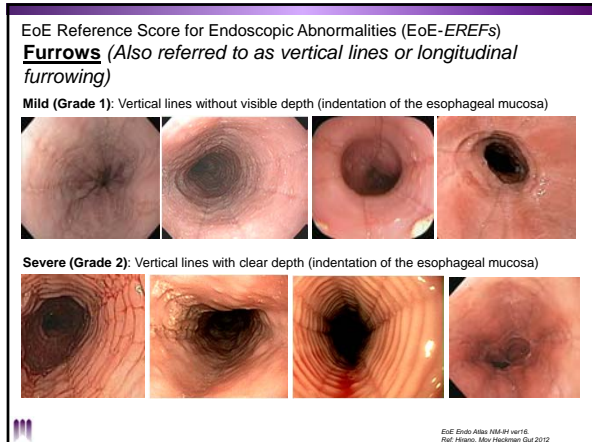 EoE Reference Score for Endoscopic Abnormalities (EoE-EREFs)
Furrows (Also referred to as vertical lines or longitudinal
furrowing)
Mild (Grade 1): Vertical lines without visible depth (indentation of the esophageal mucosa)
Severe (Grade 2): Vertical lines with clear depth (indentation of the esophageal mucosa)
EoE Endo Atlas NM-IH ver16.
Ref: Hirano, Moy Heckman Gut 2012